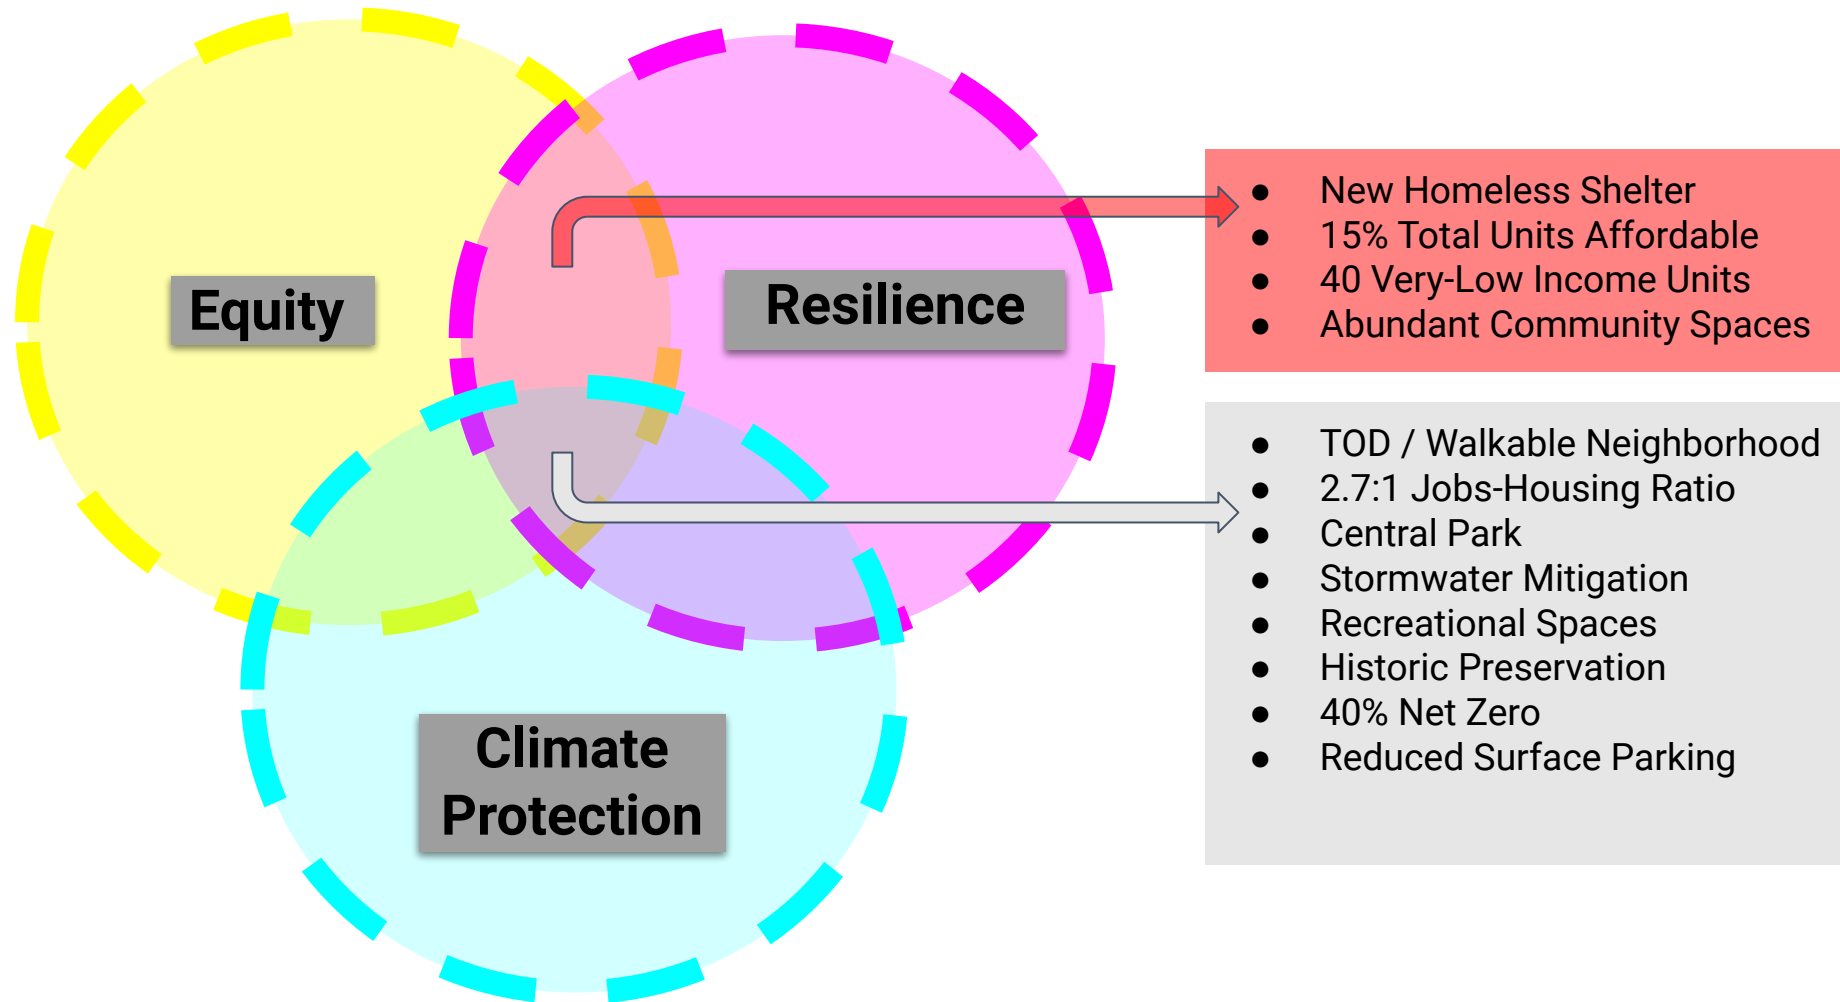 Equity
Resilience
Climate
Protection
● New Homeless Shelter
● 15% Total Units Affordable
● 40 Very-Low Income Units
● Abundant Community Spaces
● TOD / Walkable Neighborhood
● 2.7:1 Jobs-Housing Ratio
● Central Park
● Stormwater Mitigation
● Recreational Spaces
● Historic Preservation
● 40% Net Zero
● Reduced Surface Parking